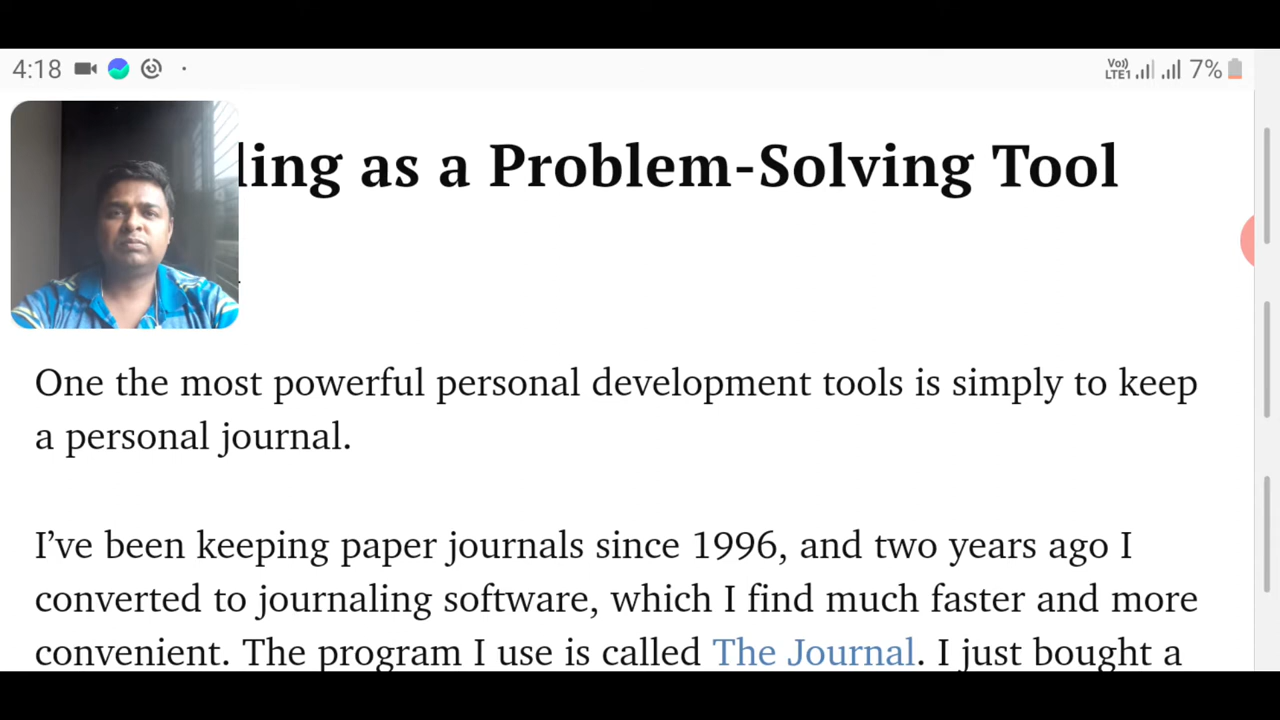 4:18
Vo))
LTE1
7%
ling as a Problem-Solving Tool
One the most powerful personal development tools is simply to keep
a personal journal.
I've been keeping paper journals since 1996, and two years ago I
converted to journaling software, which I find much faster and more
convenient. The program I use is called The Journal. I just bought a